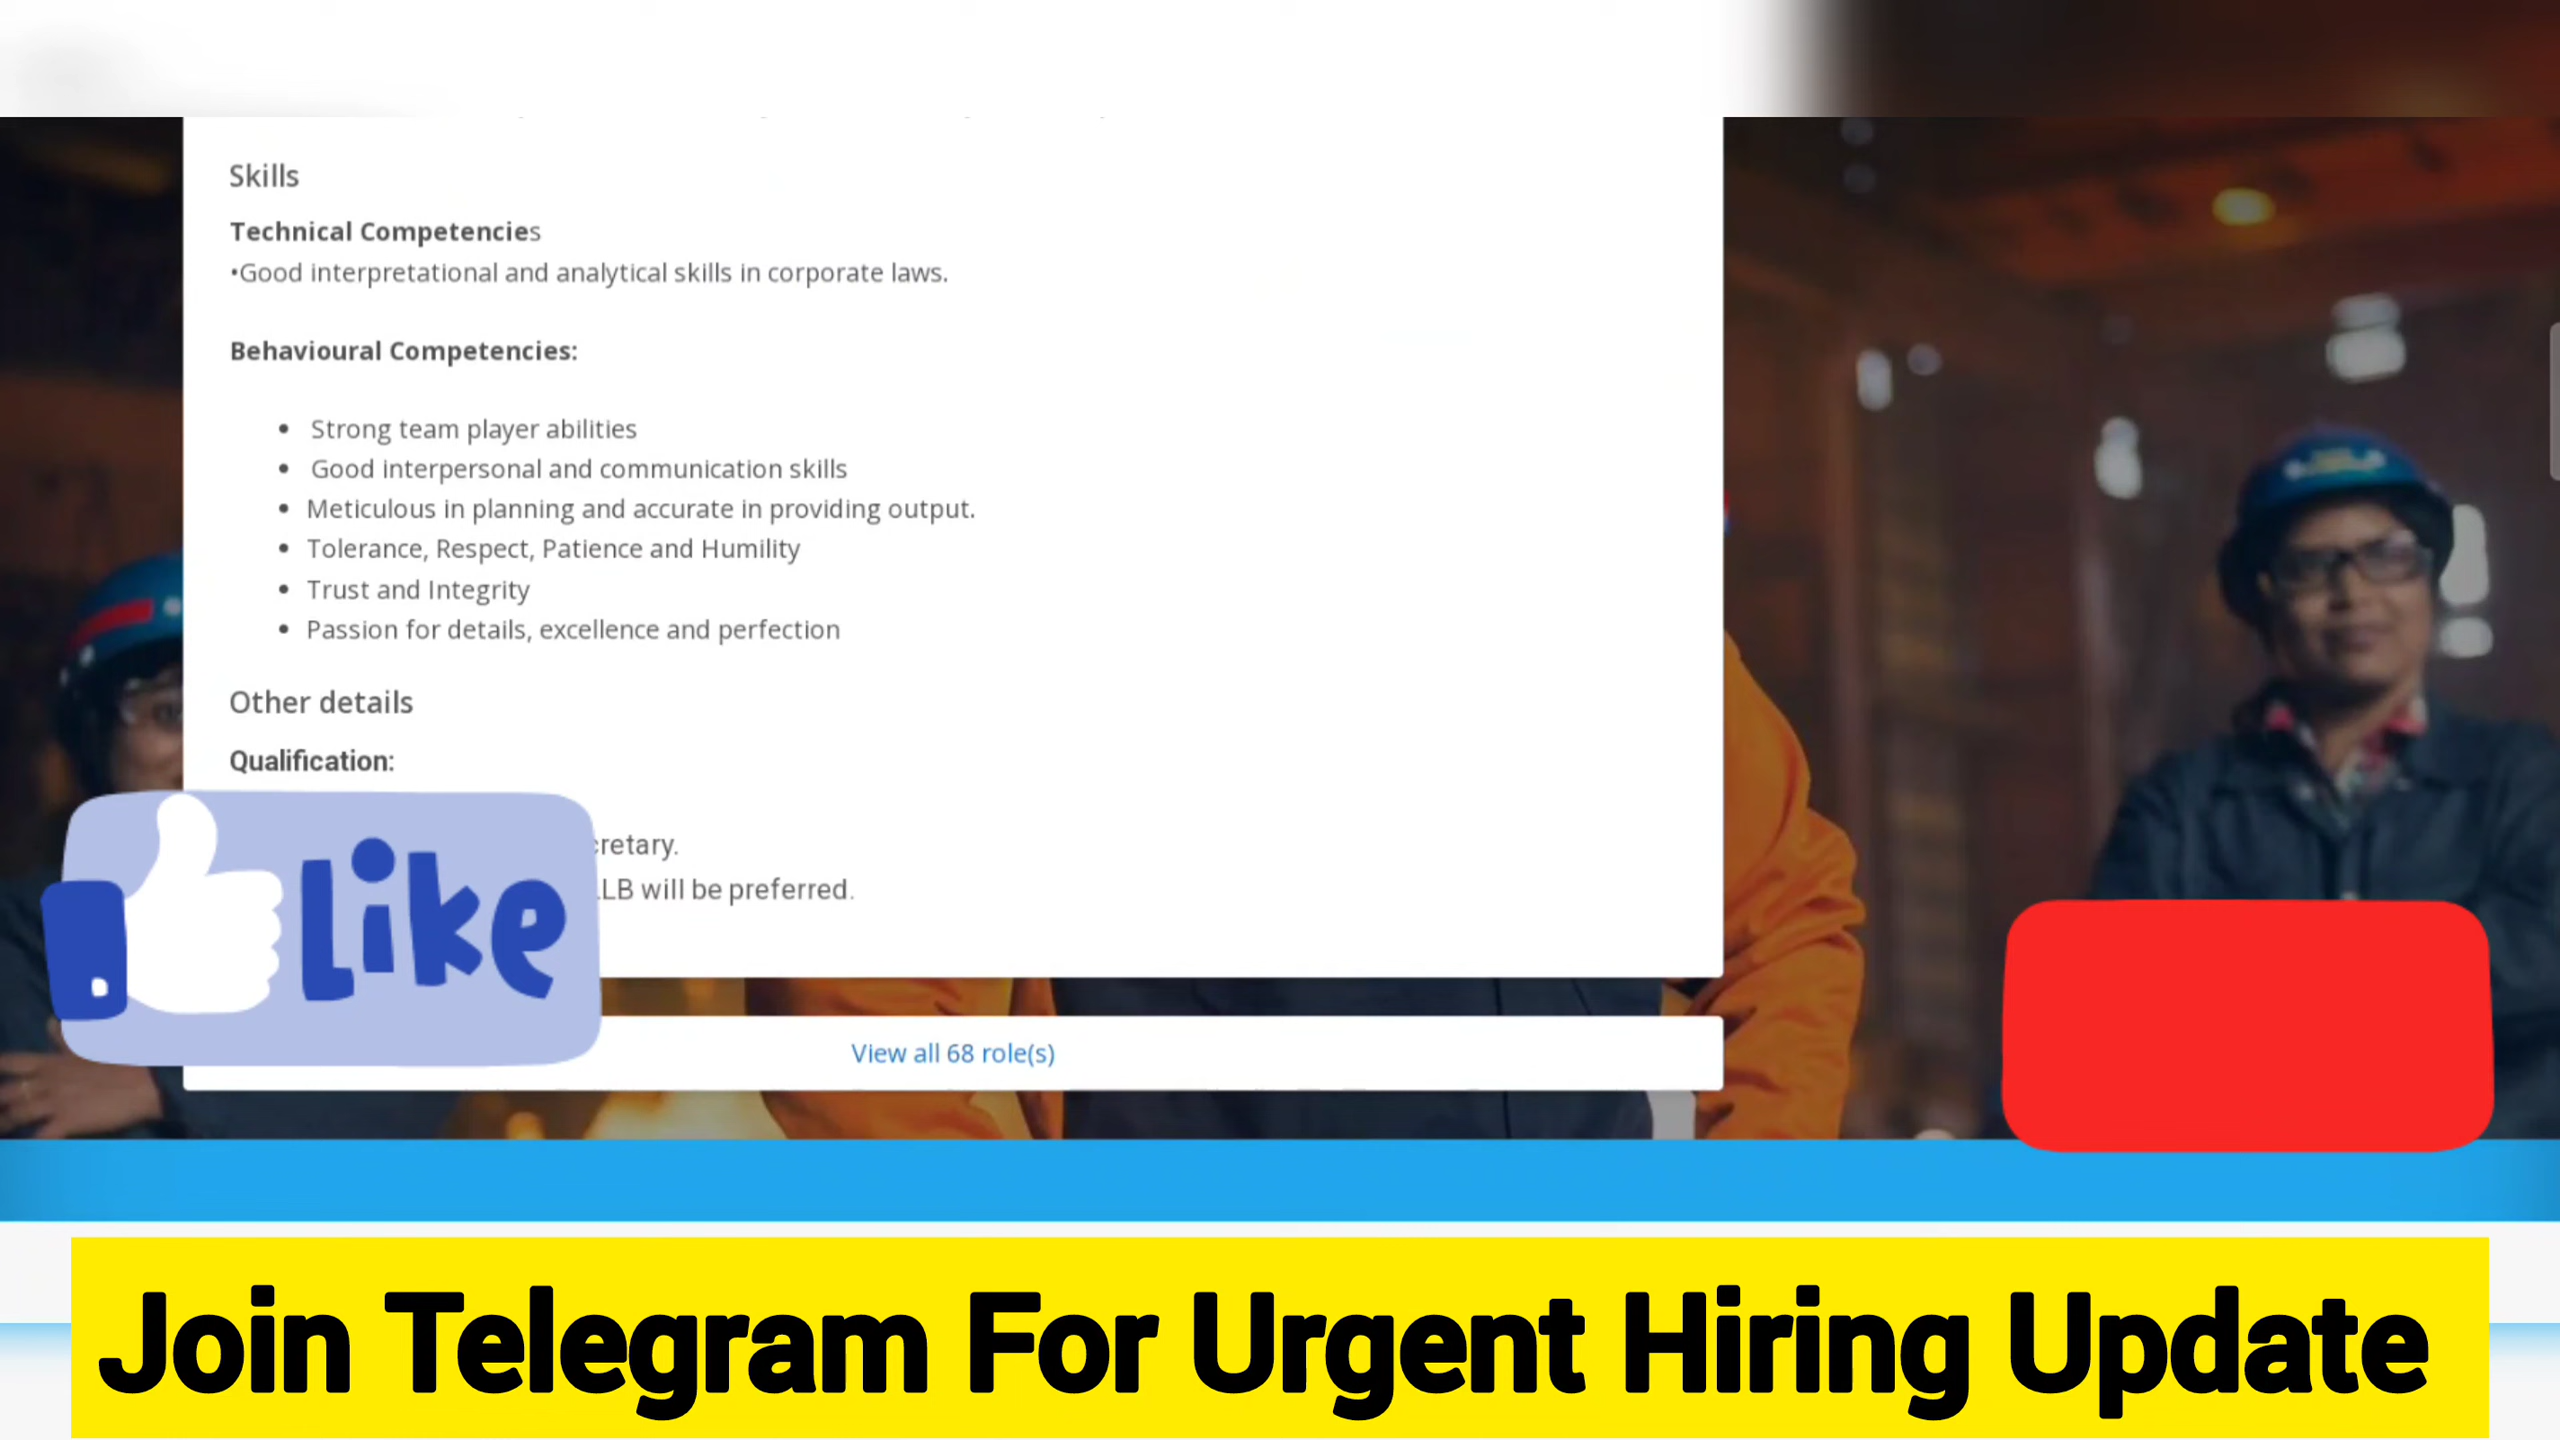 Skills
Technical Competencies
•Good interpretational and analytical skills in corporate laws.
Behavioural Competencies:
• Strong team player abilities
• Good interpersonal and communication skills
• Meticulous in planning and accurate in providing output.
• Tolerance, Respect, Patience and Humility
• Trust and Integrity
• Passion for details, excellence and perfection
Other details
Qualification:
cretary.
LLB will be preferred.
Like
View all 68 role(s)
Join Telegram For Urgent Hiring Update